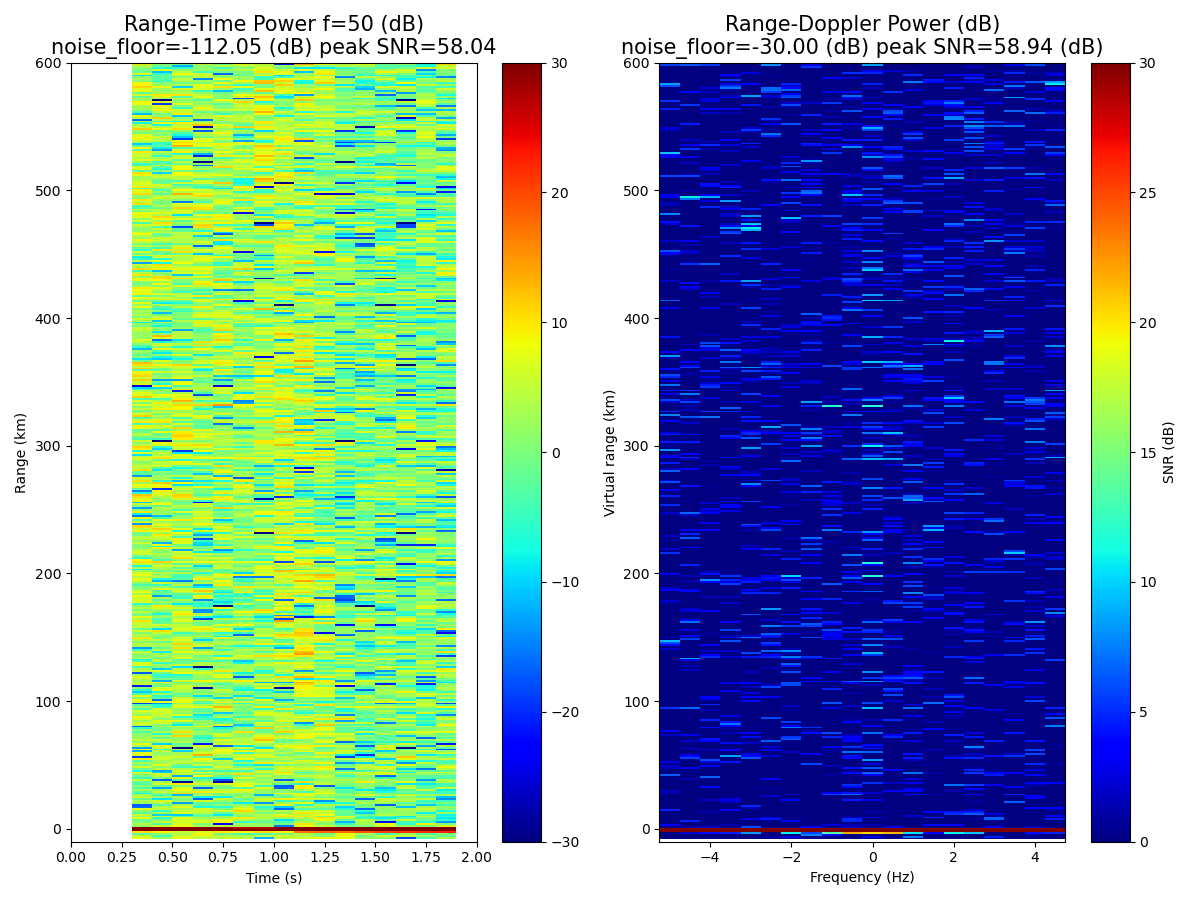 Range-Time Power f=50 (dB)
noise_floor=-112.05 (dB) peak SNR=58.04
600
500
400
300
200
100
0
Range (km)
0.00 0.25 0.50 0.75 1.00 1.25 1.50 1.75 2.00
Time (s)
30
20
10
0
−10
−20
−30
Range-Doppler Power (dB)
noise_floor=-30.00 (dB) peak SNR=58.94 (dB)
600
500
400
300
200
100
0
Virtual range (km)
−4 −2 0 2 4
Frequency (Hz)
30
25
20
15
10
5
0
SNR (dB)